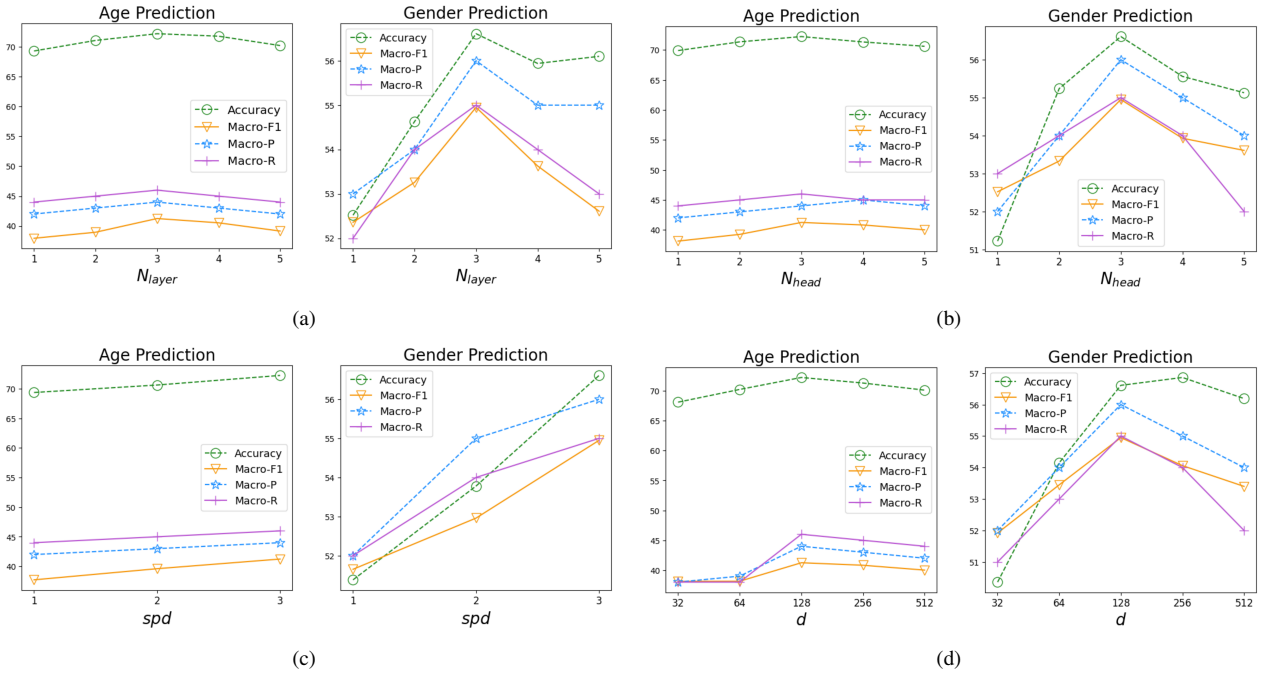 Age Prediction
70
65
60
55
50
45
40
Accuracy
Macro-F1
Macro-P
Macro-R
1 2 3 4 5
N_layer
Gender Prediction
56
55
54
53
52
Accuracy
Macro-F1
Macro-P
Macro-R
1 2 3 4 5
N_layer
(a)
Age Prediction
70
65
60
55
50
45
40
Accuracy
Macro-F1
Macro-P
Macro-R
1 2 3 4 5
N_head
Gender Prediction
56
55
54
53
52
51
Accuracy
Macro-F1
Macro-P
Macro-R
1 2 3 4 5
N_head
(b)
Age Prediction
70
65
60
55
50
45
40
Accuracy
Macro-F1
Macro-P
Macro-R
1 2 3
spd
Gender Prediction
56
55
54
53
52
Accuracy
Macro-F1
Macro-P
Macro-R
1 2 3
spd
(c)
Age Prediction
70
65
60
55
50
45
40
Accuracy
Macro-F1
Macro-P
Macro-R
32 64 128 256 512
d
Gender Prediction
57
56
55
54
53
52
51
Accuracy
Macro-F1
Macro-P
Macro-R
32 64 128 256 512
d
(d)